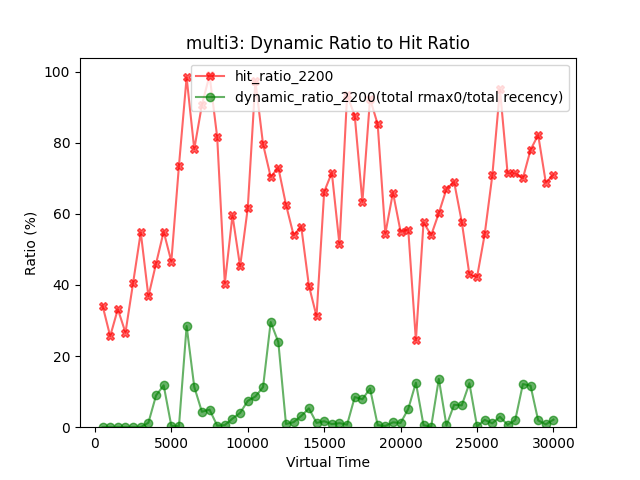 multi3: Dynamic Ratio to Hit Ratio
hit_ratio_2200
dynamic_ratio_2200(total rmax0/total recency)
Ratio (%)
100
80
60
40
20
0
0 5000 10000 15000 20000 25000 30000
Virtual Time